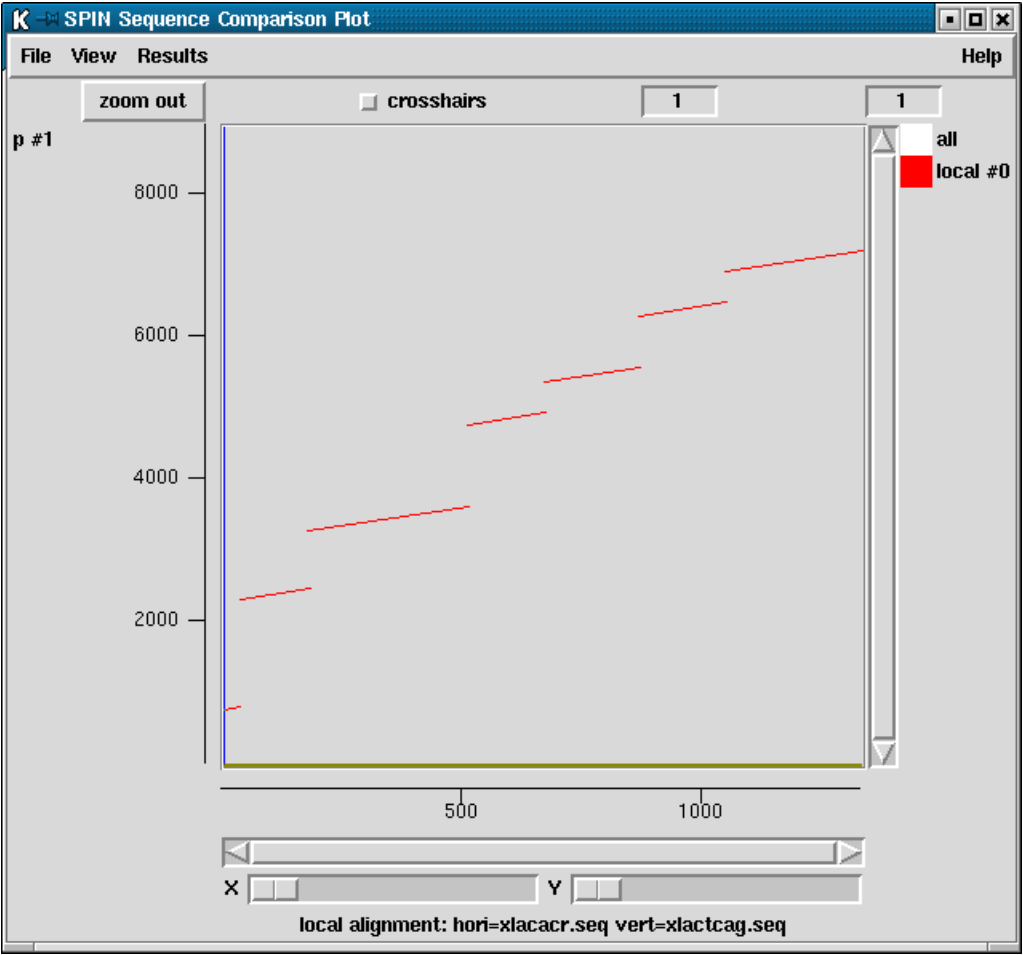 SPIN Sequence Comparison Plot
File View Results Help
zoom out crosshairs 1 1
p #1
all
local #0
8000
6000
4000
2000
500 1000
X Y
local alignment: hori=xlacacr.seq vert=xlactcag.seq